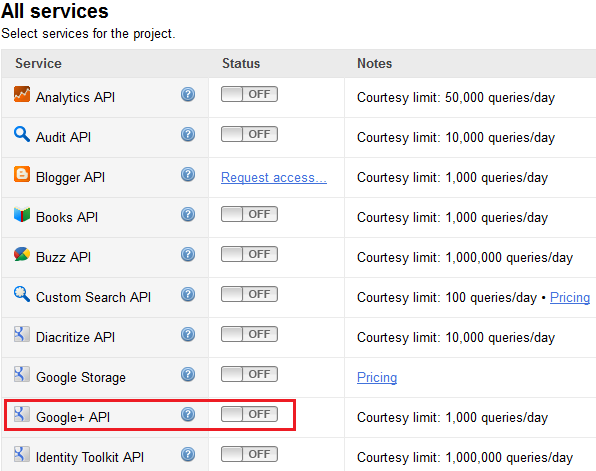 All services
Select services for the project.
Service Status Notes
Analytics API ? OFF Courtesy limit: 50,000 queries/day
Audit API ? OFF Courtesy limit: 10,000 queries/day
Blogger API ? Request access... Courtesy limit: 1,000 queries/day
Books API ? OFF Courtesy limit: 1,000 queries/day
Buzz API ? OFF Courtesy limit: 1,000,000 queries/day
Custom Search API ? OFF Courtesy limit: 100 queries/day • Pricing
Diacritize API ? OFF Courtesy limit: 10,000 queries/day
Google Storage ? OFF Pricing
Google+ API ? OFF Courtesy limit: 1,000 queries/day
Identity Toolkit API ? OFF Courtesy limit: 1,000,000 queries/day